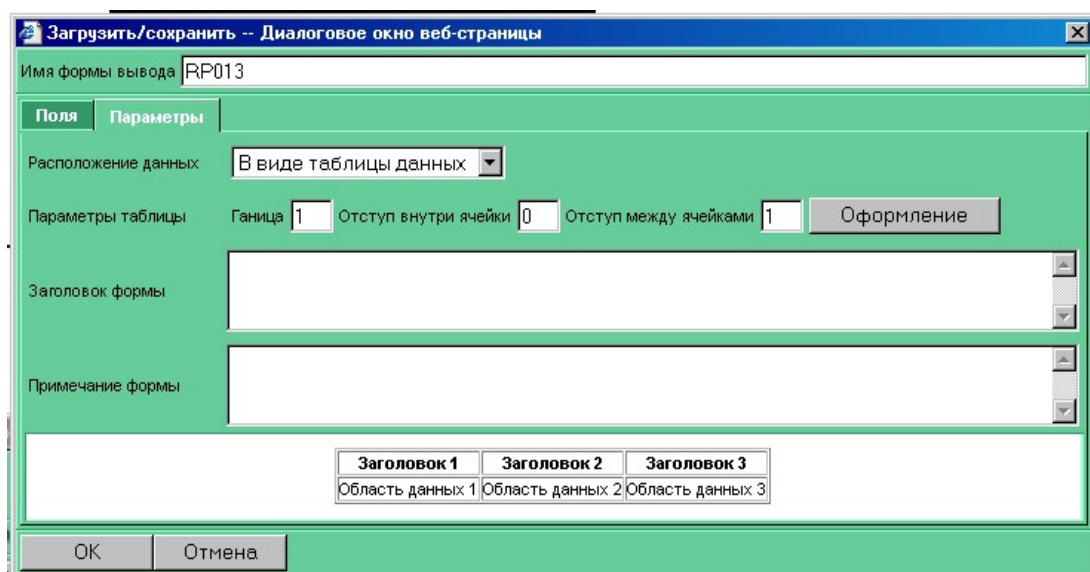 Загрузить/сохранить -- Диалоговое окно веб-страницы
Имя формы вывода RP013
Поля Параметры
Расположение данных В виде таблицы данных
Параметры таблицы Ганица 1 Отступ внутри ячейки 0 Отступ между ячейками 1 Оформление
Заголовок формы
Примечание формы
Заголовок 1 Заголовок 2 Заголовок 3
Область данных 1 Область данных 2 Область данных 3
OK Отмена